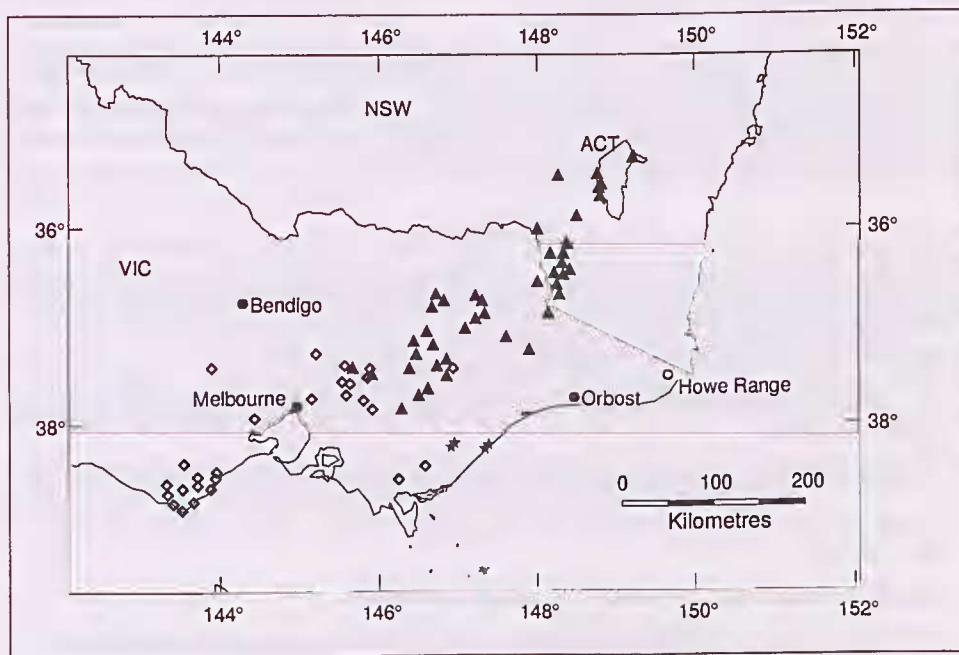 144° 146° 148° 150° 152°
NSW
ACT
36° 36°
VIC
Bendigo
Melbourne
Orbost
Howe Range
38° 38°
0 100 200
Kilometres
144° 146° 148° 150° 152°